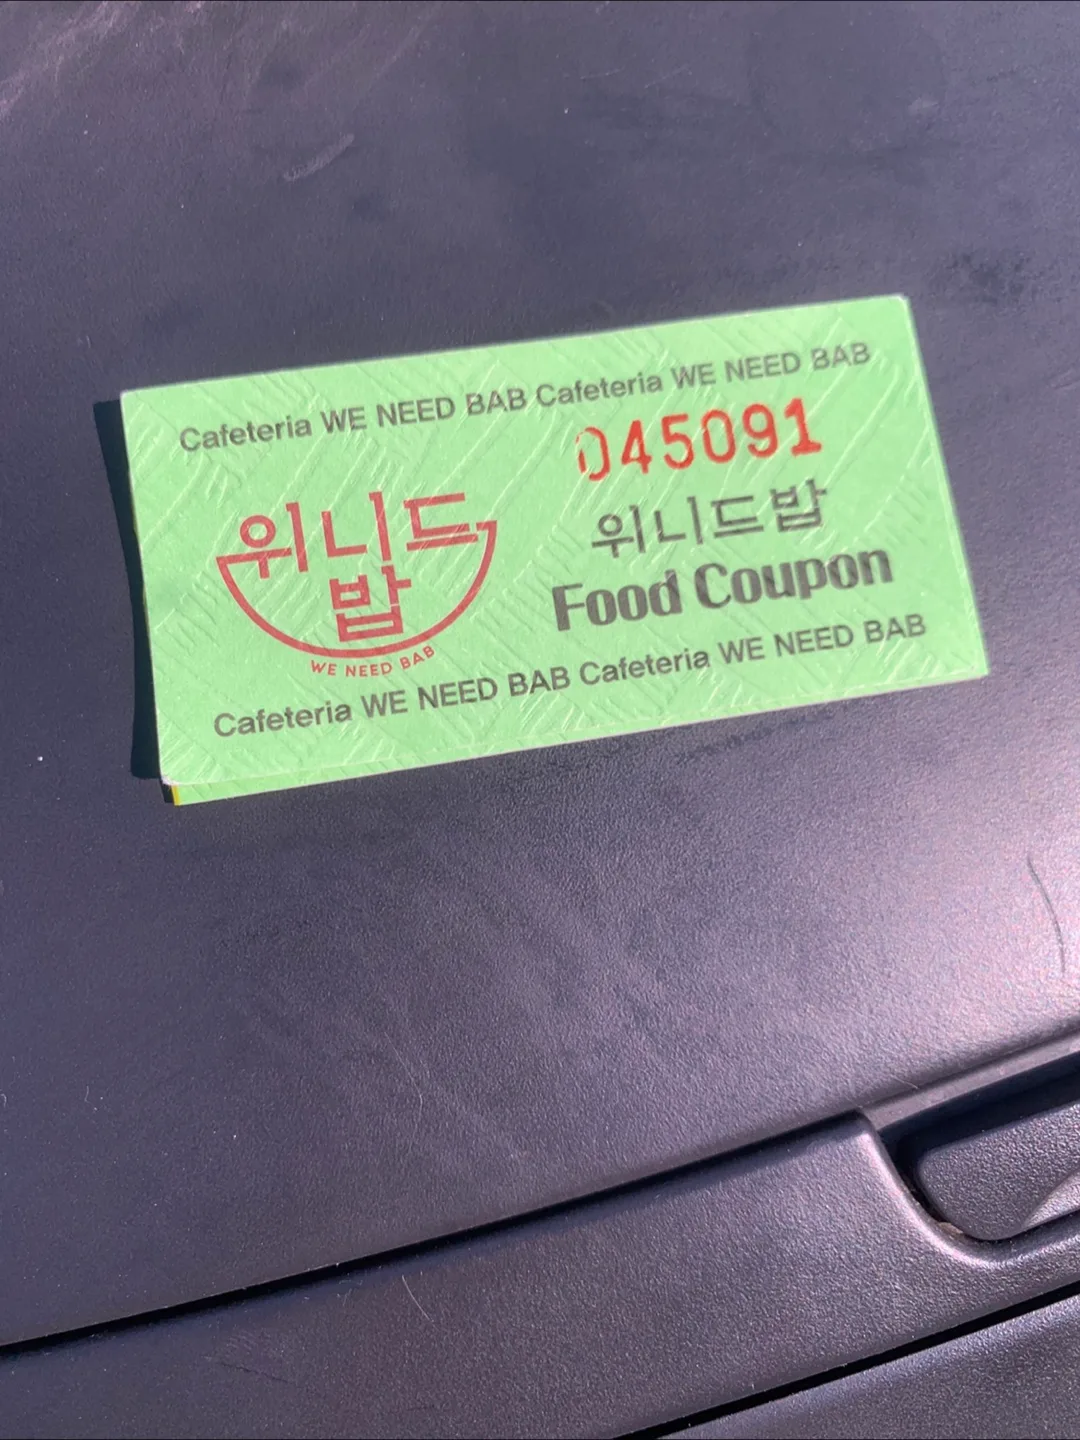 Cafeteria WE NEED BAB Cafeteria WE NEED BAB
045091
위니드
밥
WE NEED BAB
위니드밥
Food Coupon
Cafeteria WE NEED BAB Cafeteria WE NEED BAB